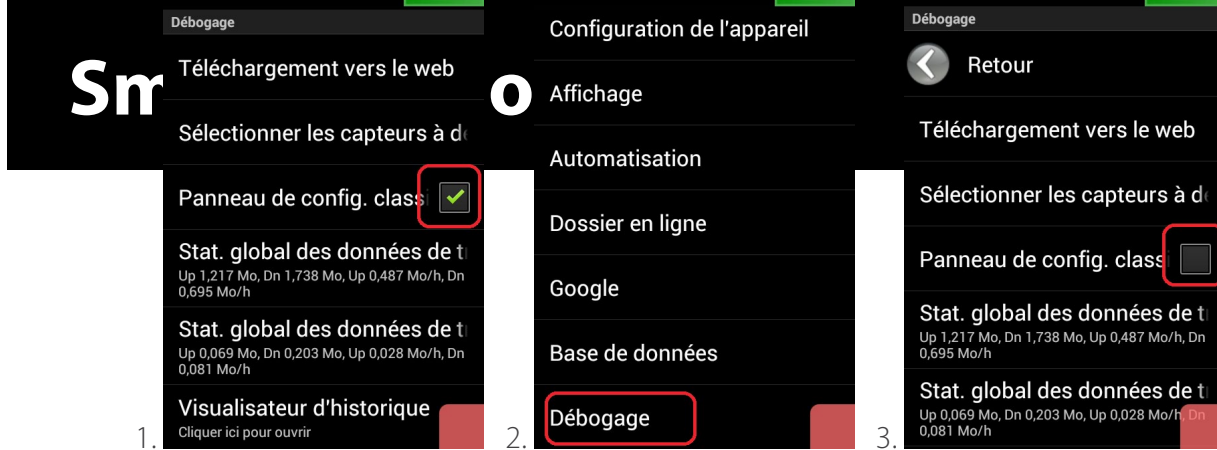 Sm
o
Débogage
Téléchargement vers le web
Sélectionner les capteurs à d
Panneau de config. class
Stat. global des données de t
Up 1,217 Mo, Dn 1,738 Mo, Up 0,487 Mo/h, Dn
0,695 Mo/h
Stat. global des données de t
Up 0,069 Mo, Dn 0,203 Mo, Up 0,028 Mo/h, Dn
0,081 Mo/h
Visualisateur d'historique
Cliquer ici pour ouvrir
1.
Configuration de l'appareil
Affichage
Automatisation
Dossier en ligne
Google
Base de données
Débogage
2.
Débogage
Retour
Téléchargement vers le web
Sélectionner les capteurs à d
Panneau de config. class
Stat. global des données de t
Up 1,217 Mo, Dn 1,738 Mo, Up 0,487 Mo/h, Dn
0,695 Mo/h
Stat. global des données de t
Up 0,069 Mo, Dn 0,203 Mo, Up 0,028 Mo/h, Dn
0,081 Mo/h
3.